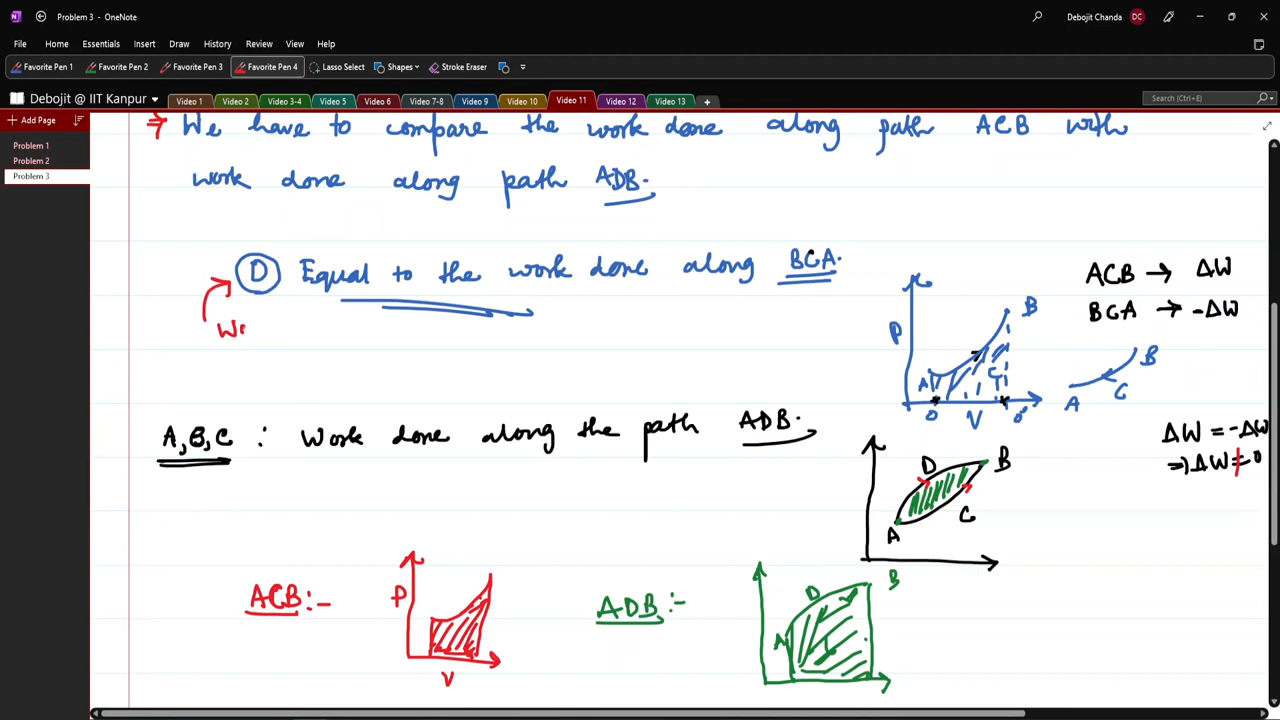 Problem 3 - OneNote
Debojit Chanda DC
File Home Essentials Insert Draw History Review View Help
Favorite Pen 1 Favorite Pen 2 Favorite Pen 3 Favorite Pen 4 Lasso Select Shapes Stroke Eraser
Debojit @ IIT Kanpur Video 1 Video 2 Video 3-4 Video 5 Video 6 Video 7-8 Video 9 Video 10 Video 11 Video 12 Video 13 + Search (Ctrl+E)
Add Page
Problem 1
Problem 2
Problem 3
→ We have to compare the work done along path ACB with
work done along path ADB.
D Equal to the work done along BCA.
Wr
ACB → ΔW
BCA → -ΔW
P
A
B
C
O
V
O'
A
C
B
ΔW = -ΔW
⇒ ΔW = 0
A, B, C : Work done along the path ADB.
D
B
A
C
ACB :-
P
V
ADB :-
A
D
B